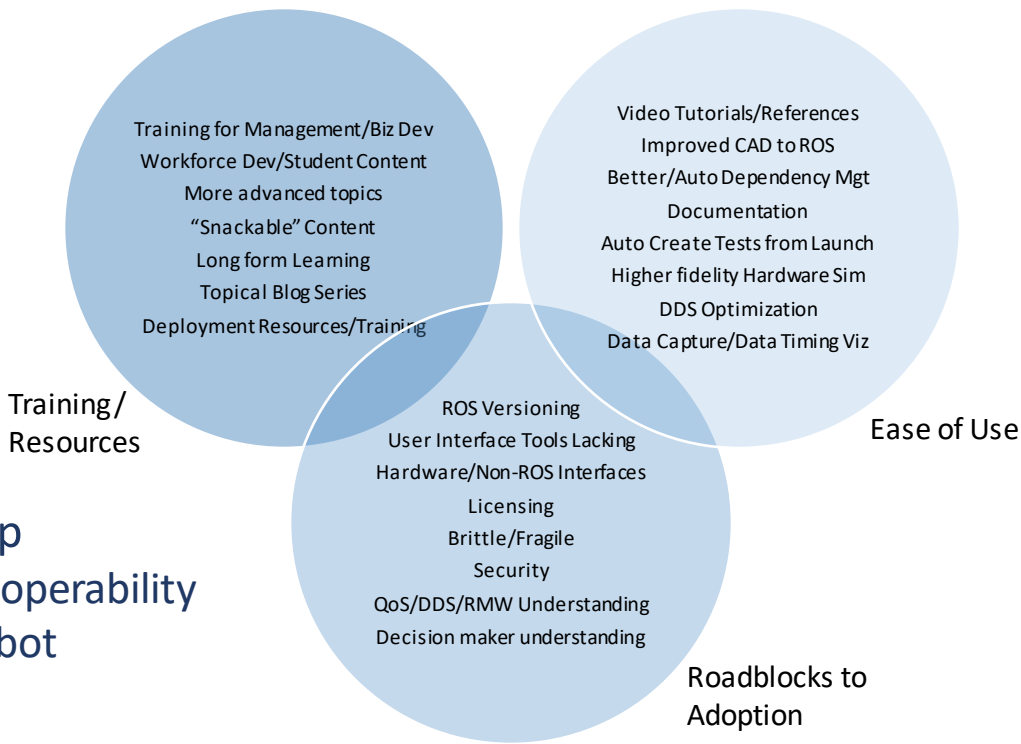 Training for Management/Biz Dev
Workforce Dev/Student Content
More advanced topics
“Snackable” Content
Long form Learning
Topical Blog Series
Deployment Resources/Training
Training/
Resources
Video Tutorials/References
Improved CAD to ROS
Better/Auto Dependency Mgt
Documentation
Auto Create Tests from Launch
Higher fidelity Hardware Sim
DDS Optimization
Data Capture/Data Timing Viz
Ease of Use
ROS Versioning
User Interface Tools Lacking
Hardware/Non-ROS Interfaces
Licensing
Brittle/Fragile
Security
QoS/DDS/RMW Understanding
Decision maker understanding
Roadblocks to
Adoption
p
operability
bot